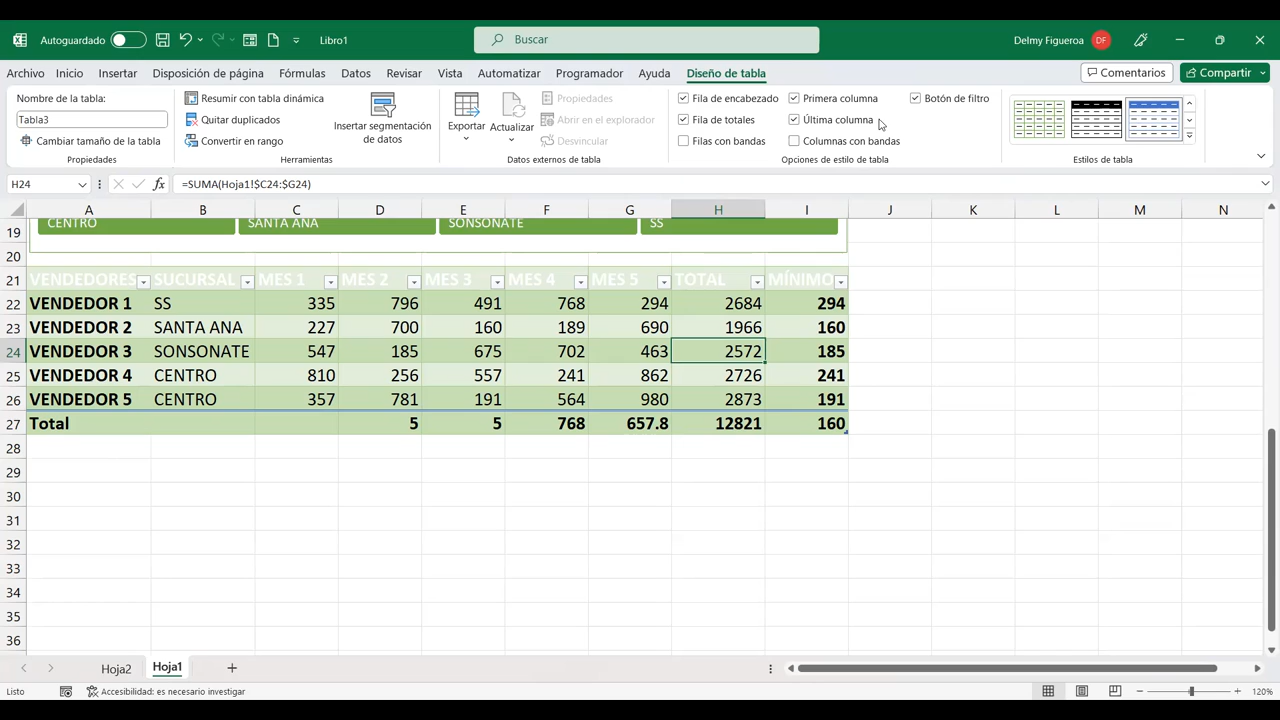 Autoguardado Libro1 Buscar Delmy Figueroa DF
Archivo Inicio Insertar Disposición de página Fórmulas Datos Revisar Vista Automatizar Programador Ayuda Diseño de tabla Comentarios Compartir
Nombre de la tabla: Resumir con tabla dinámica Propiedades Fila de encabezado Primera columna Botón de filtro
Tabla3 Quitar duplicados Abrir en el explorador Fila de totales Última columna
Insertar segmentación de datos Exportar Actualizar
Cambiar tamaño de la tabla Convertir en rango Desvincular Filas con bandas Columnas con bandas
Propiedades Herramientas Datos externos de tabla Opciones de estilo de tabla Estilos de tabla
H24 fx =SUMA(Hoja1!$C24:$G24)
A B C D E F G H I J K L M N
19 CENTRO SANTA ANA SONSONATE SS
20
21 VENDEDORES SUCURSAL MES 1 MES 2 MES 3 MES 4 MES 5 TOTAL MÍNIMO
22 VENDEDOR 1 SS 335 796 491 768 294 2684 294
23 VENDEDOR 2 SANTA ANA 227 700 160 189 690 1966 160
24 VENDEDOR 3 SONSONATE 547 185 675 702 463 2572 185
25 VENDEDOR 4 CENTRO 810 256 557 241 862 2726 241
26 VENDEDOR 5 CENTRO 357 781 191 564 980 2873 191
27 Total 5 5 768 657.8 12821 160
28
29
30
31
32
33
34
35
36
Hoja2 Hoja1
Listo Accesibilidad: es necesario investigar 120%